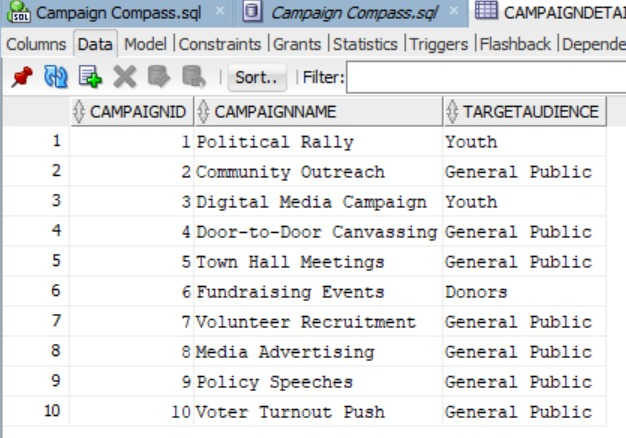 SQL Campaign Compass.sql × Campaign Compass.sql × CAMPAIGNDETAI
Columns Data Model Constraints Grants Statistics Triggers Flashback Depende
Sort.. Filter:
CAMPAIGNID CAMPAIGNNAME TARGETAUDIENCE
1 1 Political Rally Youth
2 2 Community Outreach General Public
3 3 Digital Media Campaign Youth
4 4 Door-to-Door Canvassing General Public
5 5 Town Hall Meetings General Public
6 6 Fundraising Events Donors
7 7 Volunteer Recruitment General Public
8 8 Media Advertising General Public
9 9 Policy Speeches General Public
10 10 Voter Turnout Push General Public